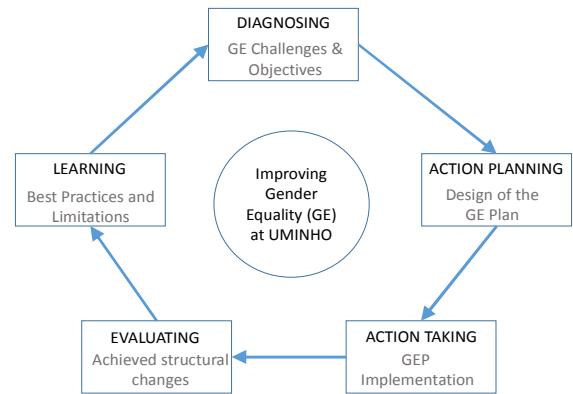 DIAGNOSING
GE Challenges &
Objectives
LEARNING
Best Practices and
Limitations
Improving
Gender
Equality (GE)
at UMINHO
ACTION PLANNING
Design of the
GE Plan
EVALUATING
Achieved structural
changes
ACTION TAKING
GEP
Implementation